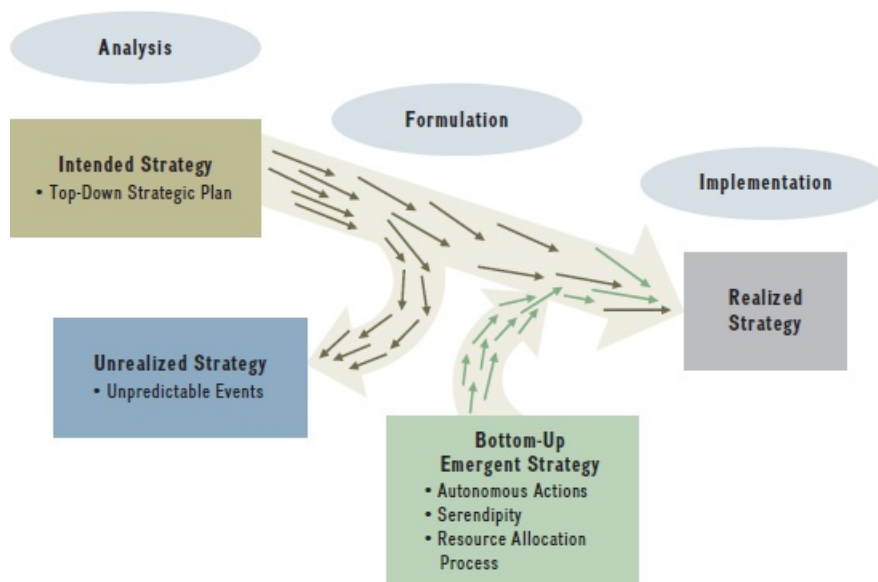 Analysis
Formulation
Implementation
Intended Strategy
• Top-Down Strategic Plan
Realized
Strategy
Unrealized Strategy
• Unpredictable Events
Bottom-Up
Emergent Strategy
• Autonomous Actions
• Serendipity
• Resource Allocation
Process